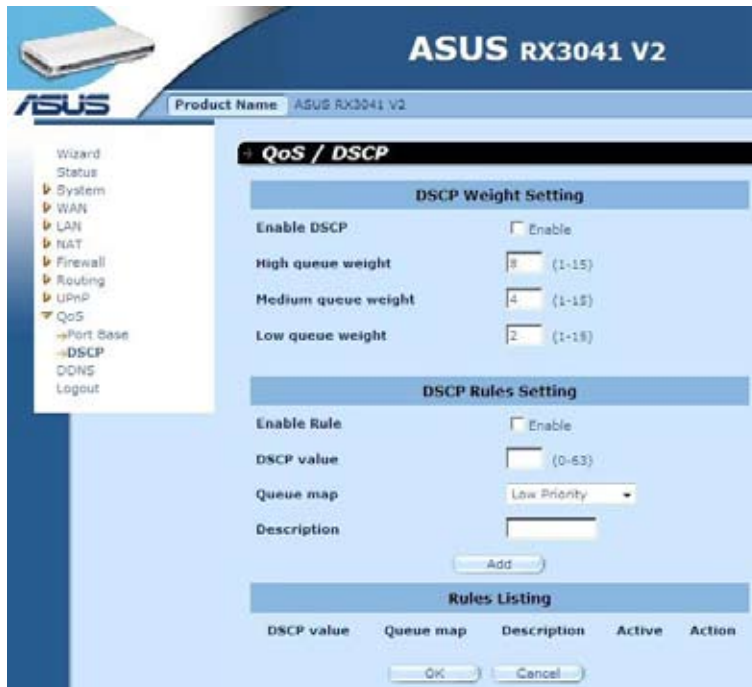 ASUS RX3041 V2
ASUS
Product Name ASUS RX3041 V2
Wizard
Status
System
WAN
LAN
NAT
Firewall
Routing
UPnP
QoS
Port Base
DSCP
DDNS
Logout
QoS / DSCP
DSCP Weight Setting
Enable DSCP Enable
High queue weight 8 (1-15)
Medium queue weight 4 (1-15)
Low queue weight 2 (1-15)
DSCP Rules Setting
Enable Rule Enable
DSCP value (0-63)
Queue map Low Priority
Description
Add
Rules Listing
DSCP value Queue map Description Active Action
OK Cancel